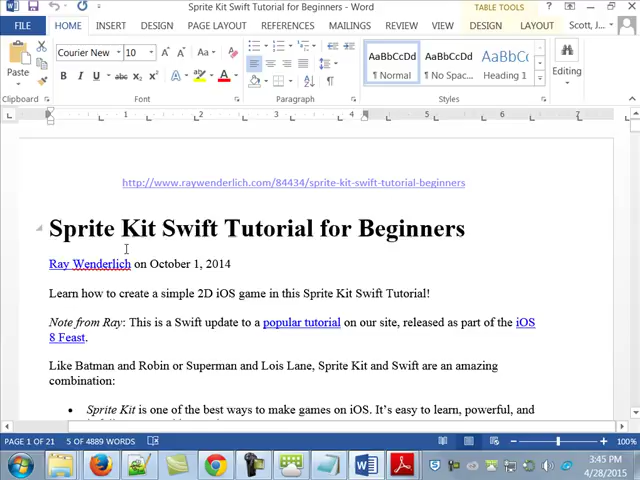 Sprite Kit Swift Tutorial for Beginners - Word
TABLE TOOLS
FILE HOME INSERT DESIGN PAGE LAYOUT REFERENCES MAILINGS REVIEW VIEW DESIGN LAYOUT Scott, J...
Courier New 10
Paste
AaBbCcDd AaBbCcDd AaBbCc
¶ Normal ¶ No Spac... Heading 1
Editing
Clipboard Font Paragraph Styles
1 2 3 4 5 6 7
http://www.raywenderlich.com/84434/sprite-kit-swift-tutorial-beginners
Sprite Kit Swift Tutorial for Beginners
Ray Wenderlich on October 1, 2014
Learn how to create a simple 2D iOS game in this Sprite Kit Swift Tutorial!
Note from Ray: This is a Swift update to a popular tutorial on our site, released as part of the iOS
8 Feast.
Like Batman and Robin or Superman and Lois Lane, Sprite Kit and Swift are an amazing
combination:
• Sprite Kit is one of the best ways to make games on iOS. It's easy to learn, powerful, and
PAGE 1 OF 21 5 OF 4889 WORDS 100%
3:45 PM
4/28/2015